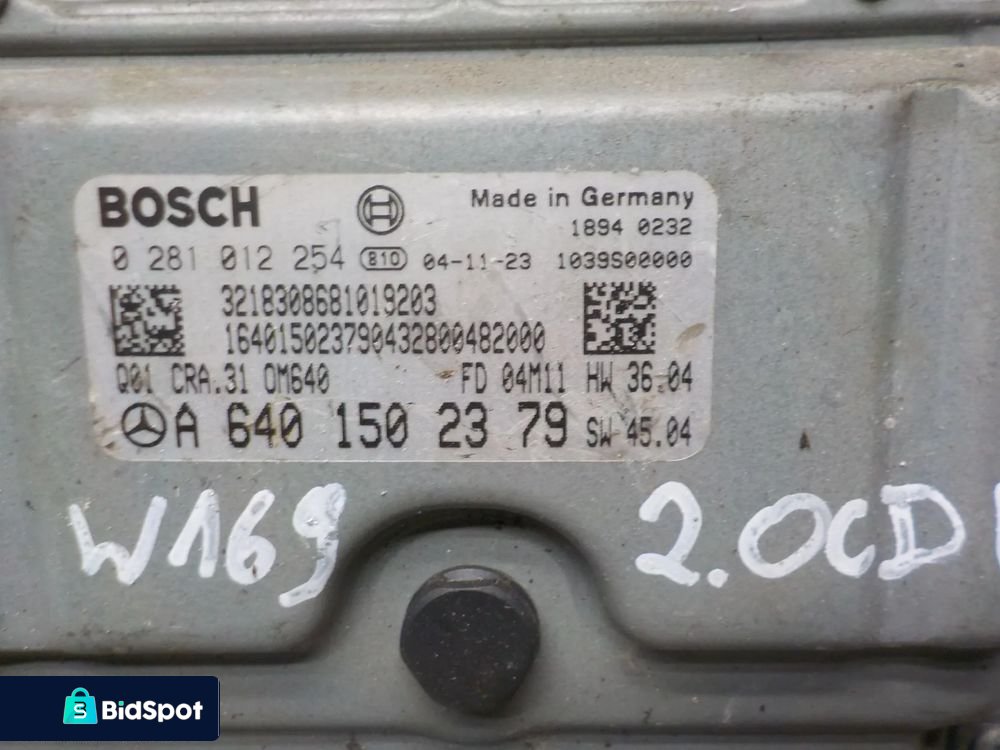 BOSCH
Made in Germany
1894 0232
0 281 012 254 810 04-11-23 1039S00000
3218308681019203
164015023790432800482000
Q01 CRA.31 OM640 FD 04M11 HW 36.04
A 640 150 23 79 SW 45.04
W169 2.0CD
BidSpot